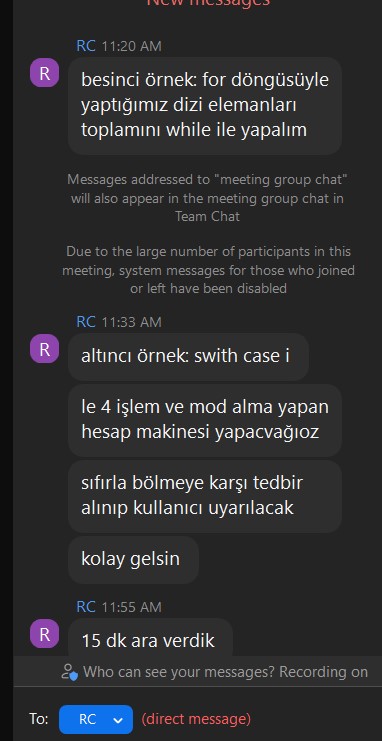 New messages
RC 11:20 AM
R
besinci örnek: for döngüsüyle
yaptığımız dizi elemanları
toplamını while ile yapalım
Messages addressed to "meeting group chat"
will also appear in the meeting group chat in
Team Chat
Due to the large number of participants in this
meeting, system messages for those who joined
or left have been disabled
RC 11:33 AM
R
altıncı örnek: swith case i
le 4 işlem ve mod alma yapan
hesap makinesi yapacvağıoz
sıfırla bölmeye karşı tedbir
alınıp kullanıcı uyarılacak
kolay gelsin
RC 11:55 AM
R
15 dk ara verdik
Who can see your messages? Recording on
To: RC (direct message)